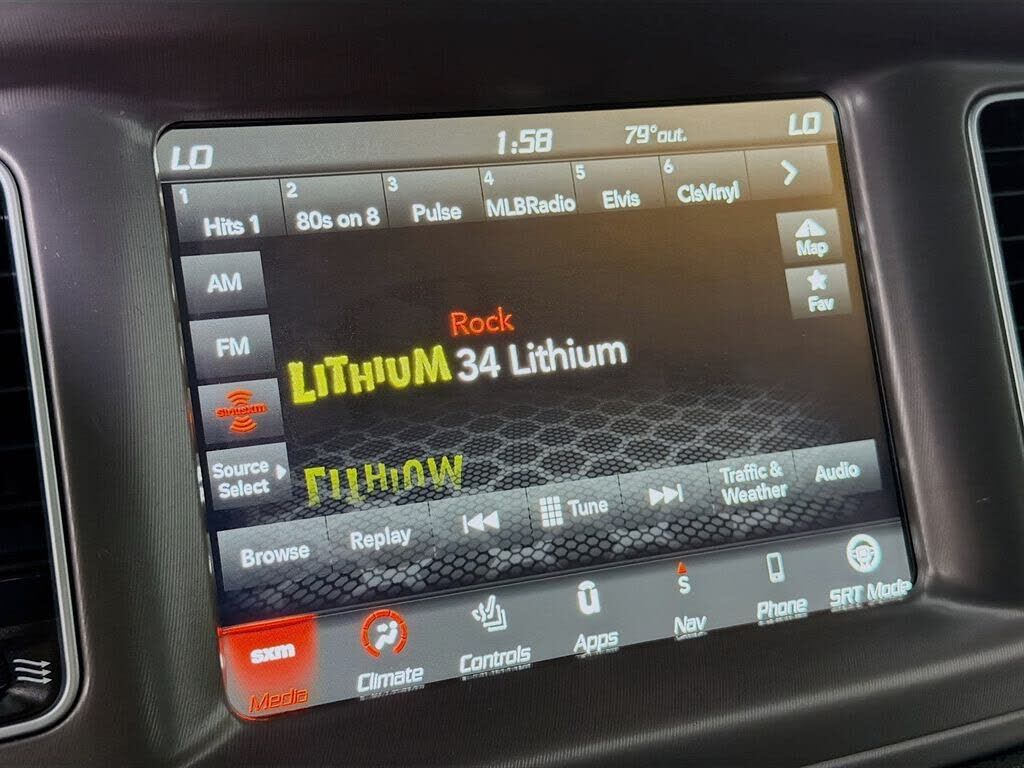 LO 1:58 79°out. LO
1 Hits 1 2 80s on 8 3 Pulse 4 MLBRadio 5 Elvis 6 ClsVinyl
Map
AM
Fav
Rock
FM
LITHIUM 34 Lithium
siriusxm
Source
Select
LITHIUM
Browse Replay Tune Traffic &
Weather Audio
sxm
Media Climate Controls Apps S
Nav Phone SRT Mode